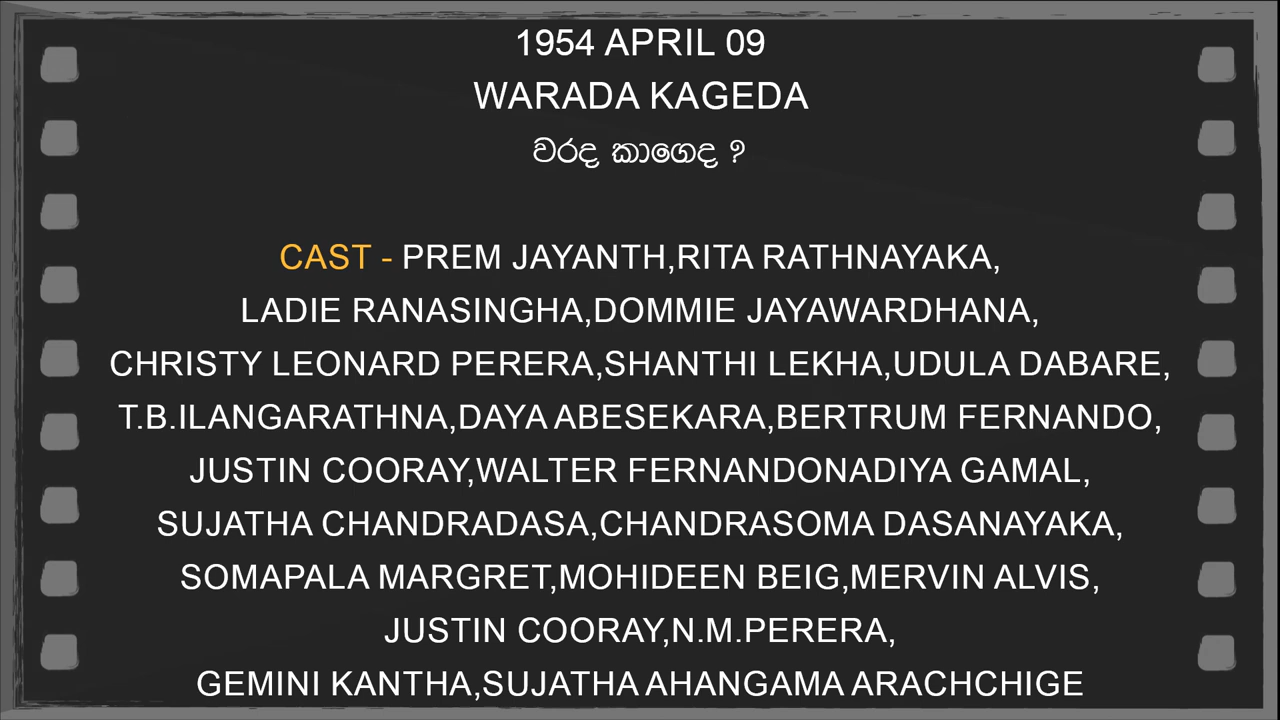 1954 APRIL 09
WARADA KAGEDA
වරද කාගෙද ?
CAST - PREM JAYANTH,RITA RATHNAYAKA,
LADIE RANASINGHA,DOMMIE JAYAWARDHANA,
CHRISTY LEONARD PERERA,SHANTHI LEKHA,UDULA DABARE,
T.B.ILANGARATHNA,DAYA ABESEKARA,BERTRUM FERNANDO,
JUSTIN COORAY,WALTER FERNANDONADIYA GAMAL,
SUJATHA CHANDRADASA,CHANDRASOMA DASANAYAKA,
SOMAPALA MARGRET,MOHIDEEN BEIG,MERVIN ALVIS,
JUSTIN COORAY,N.M.PERERA,
GEMINI KANTHA,SUJATHA AHANGAMA ARACHCHIGE